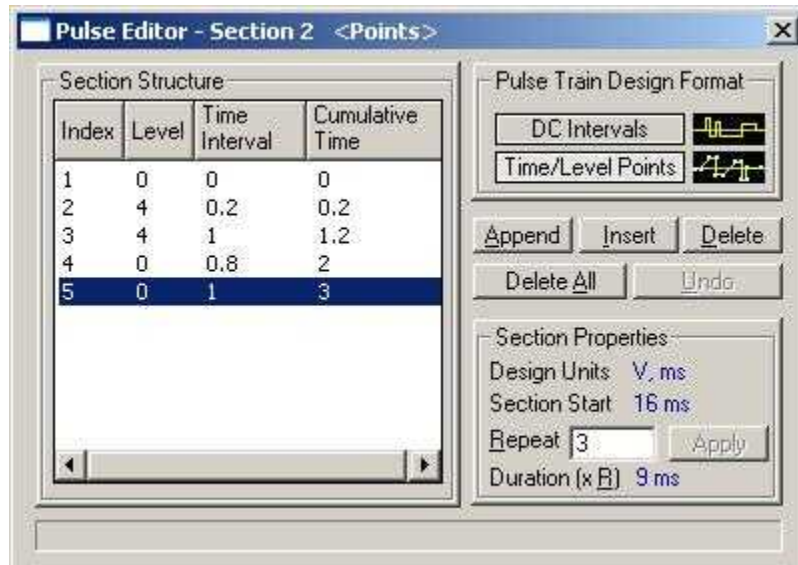 Pulse Editor - Section 2 <Points>
Section Structure
Index Level Time Interval Cumulative Time
1 0 0 0
2 4 0.2 0.2
3 4 1 1.2
4 0 0.8 2
5 0 1 3
Pulse Train Design Format
DC Intervals
Time/Level Points
Append Insert Delete
Delete All Undo
Section Properties
Design Units V, ms
Section Start 16 ms
Repeat 3 Apply
Duration (x R) 9 ms